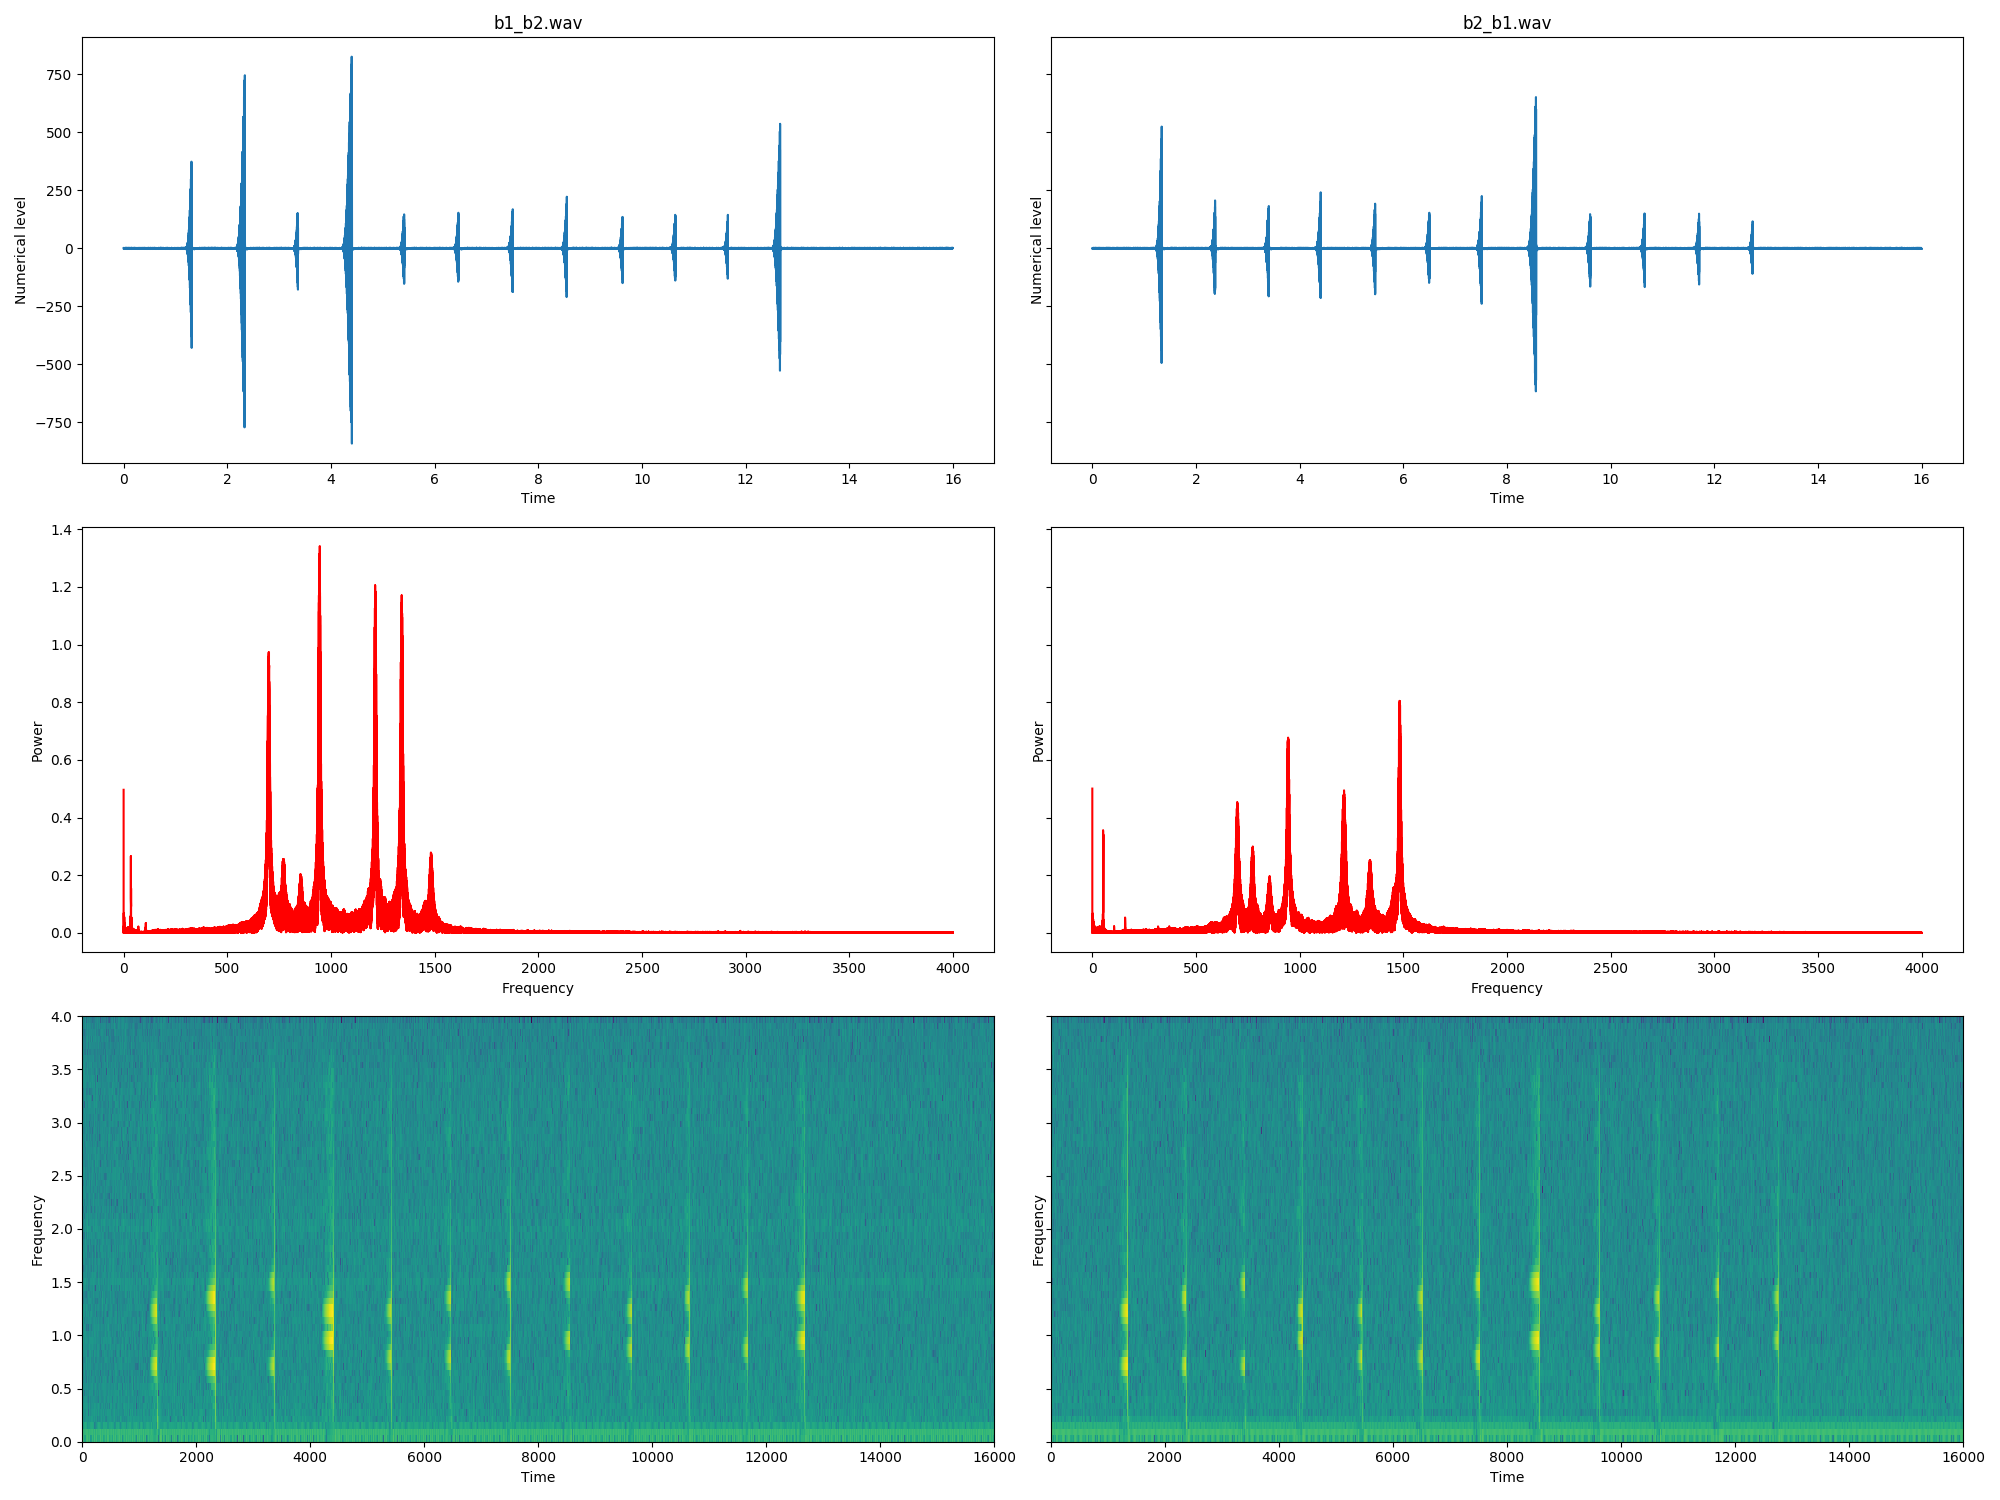 b1_b2.wav
b2_b1.wav
Numerical level
750
500
250
0
−250
−500
−750
0 2 4 6 8 10 12 14 16
Time
Numerical level
0 2 4 6 8 10 12 14 16
Time
Power
1.4
1.2
1.0
0.8
0.6
0.4
0.2
0.0
0 500 1000 1500 2000 2500 3000 3500 4000
Frequency
Power
0 500 1000 1500 2000 2500 3000 3500 4000
Frequency
Frequency
4.0
3.5
3.0
2.5
2.0
1.5
1.0
0.5
0.0
0 2000 4000 6000 8000 10000 12000 14000 16000
Time
Frequency
0 2000 4000 6000 8000 10000 12000 14000 16000
Time